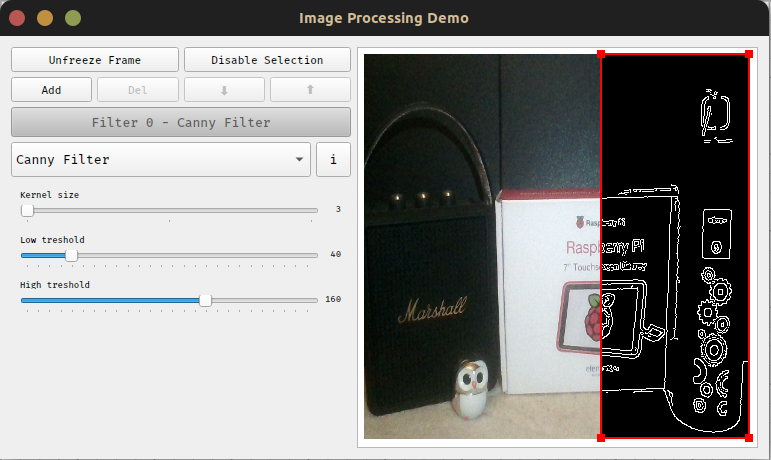 Image Processing Demo
Unfreeze Frame
Disable Selection
Add
Del
⬇
⬆
Filter 0 - Canny Filter
Canny Filter
i
Kernel size
3
Low treshold
40
High treshold
160
Marshall
Raspberry Pi
Raspberry Pi
7" Touchscreen Display